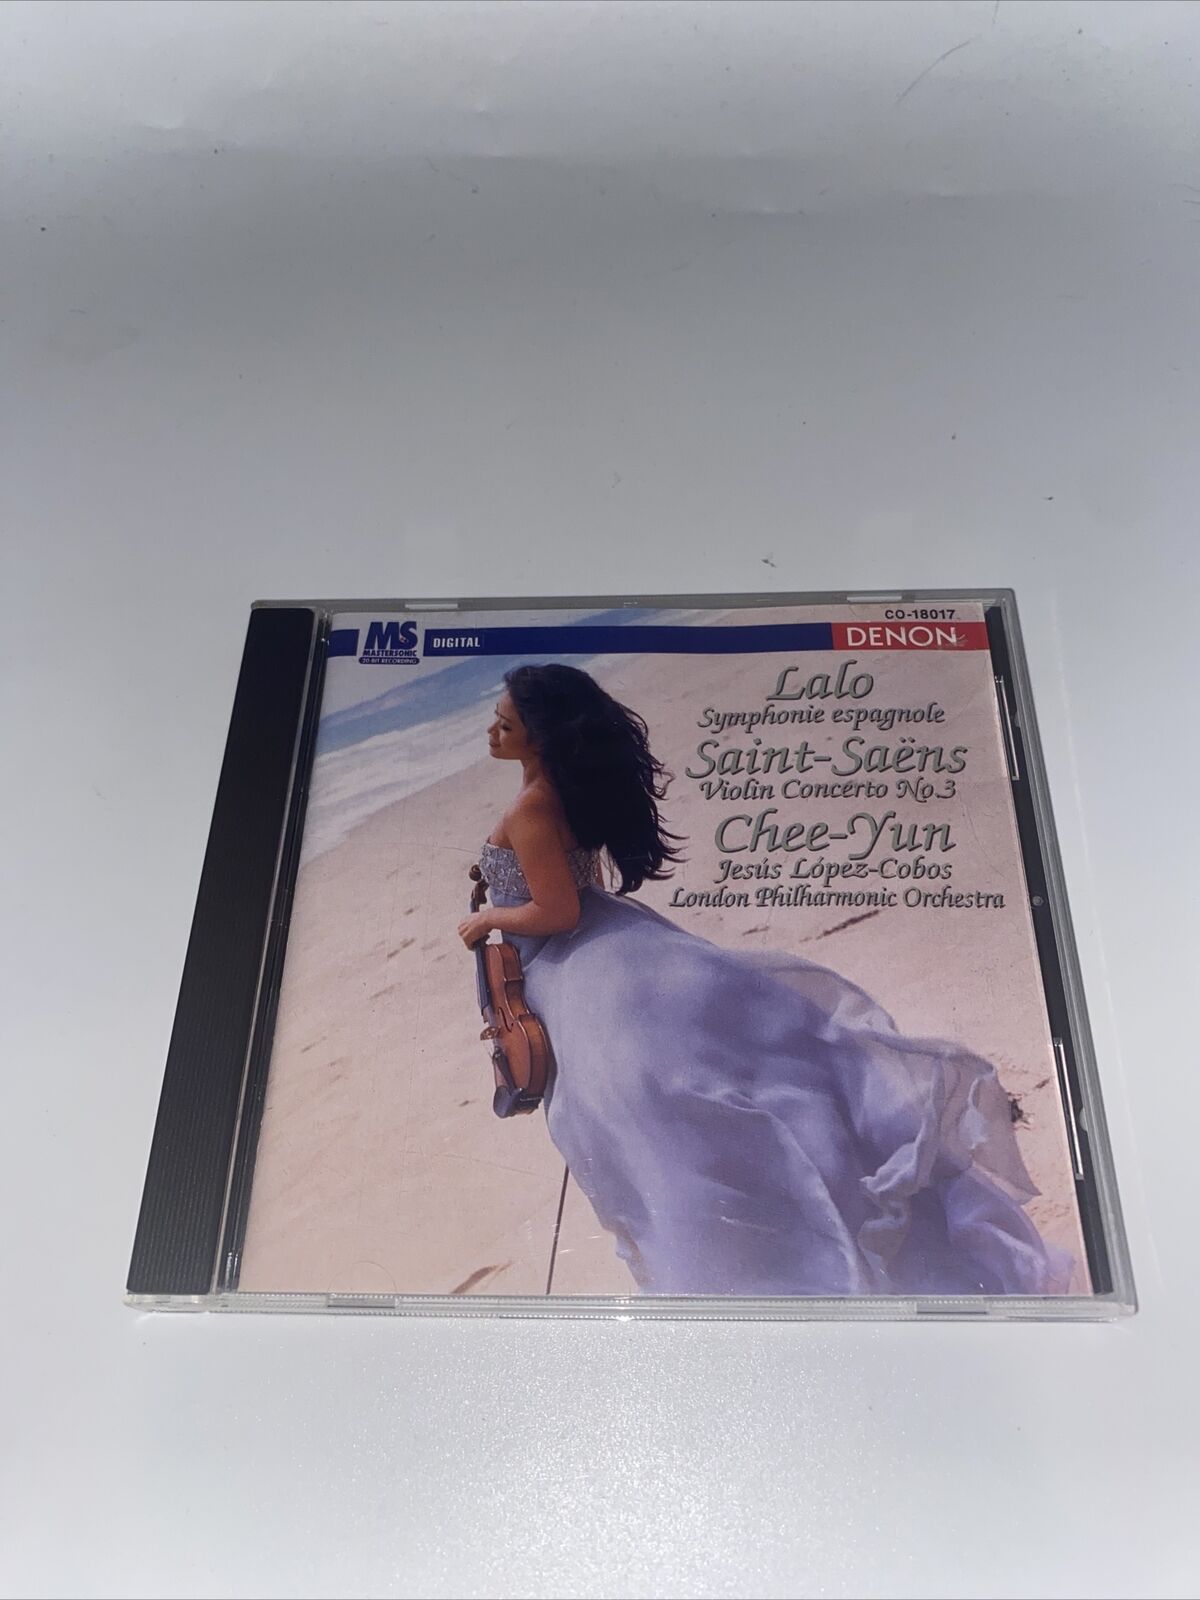 CO-18017
MS
MASTERSONIC
20-BIT RECORDING
DIGITAL
DENON
Lalo
Symphonie espagnole
Saint-Saëns
Violin Concerto No.3
Chee-Yun
Jesús López-Cobos
London Philharmonic Orchestra